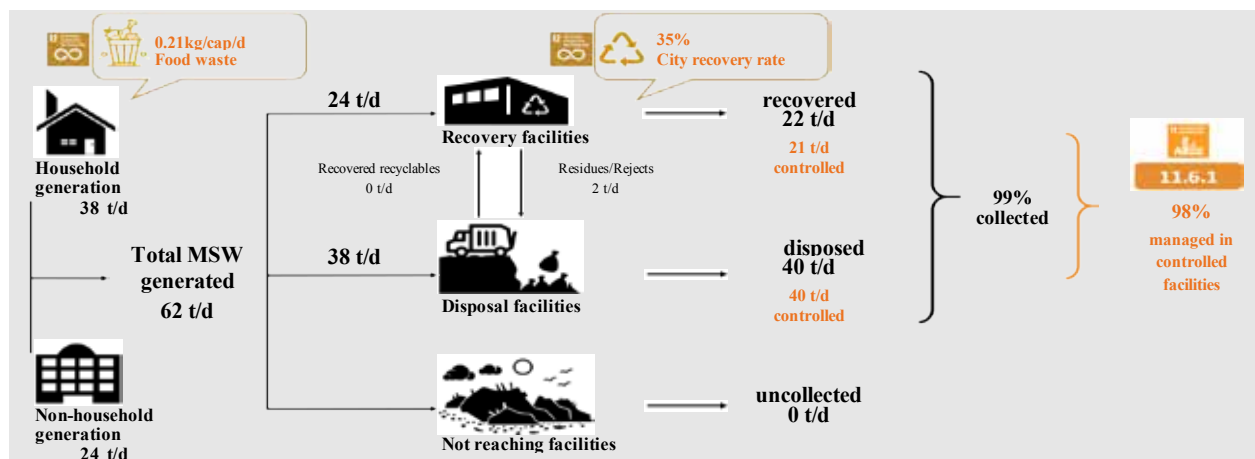 0.21kg/cap/d
Food waste
35%
City recovery rate
Household
generation
38 t/d
Total MSW
generated
62 t/d
Non-household
generation
24 t/d
24 t/d
Recovery facilities
Recovered recyclables
0 t/d
Residues/Rejects
2 t/d
38 t/d
Disposal facilities
Not reaching facilities
recovered
22 t/d
21 t/d
controlled
disposed
40 t/d
40 t/d
controlled
uncollected
0 t/d
99%
collected
11.6.1
98%
managed in
controlled
facilities